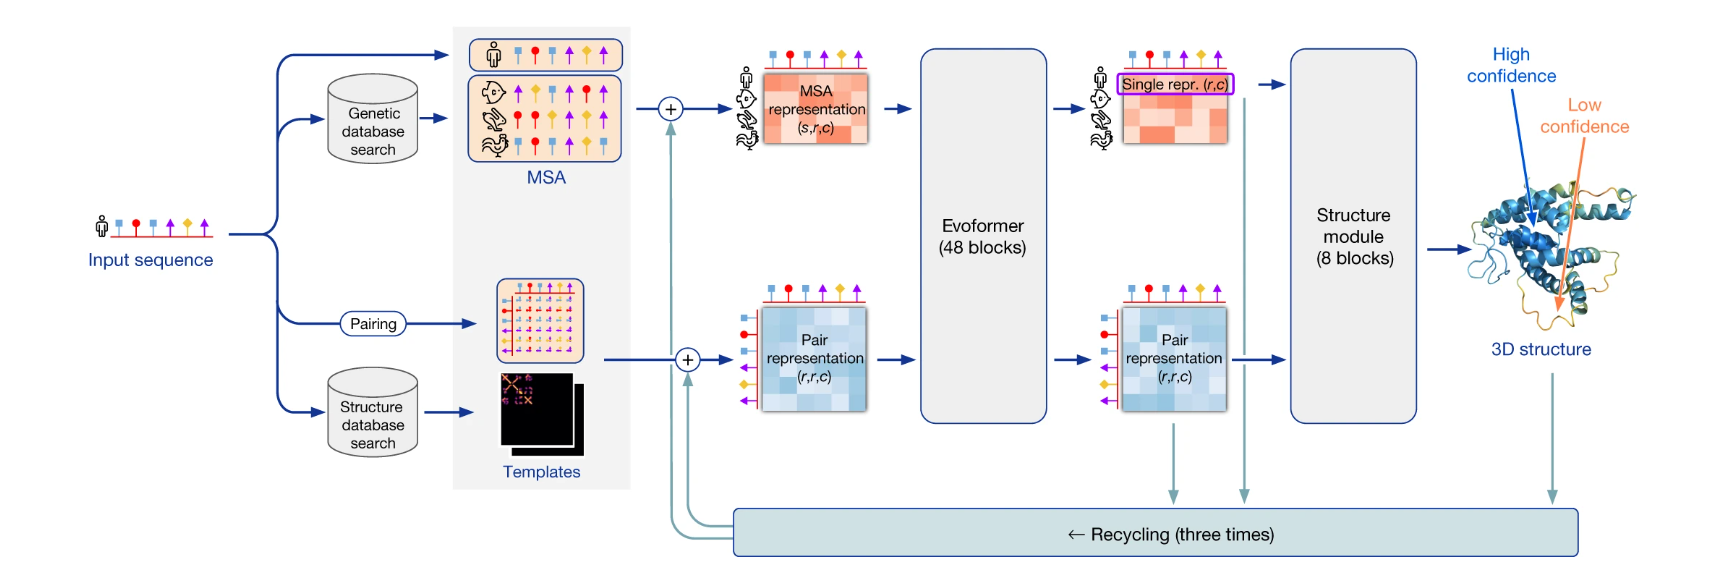 Input sequence
Genetic
database
search
MSA
Pairing
Structure
database
search
Templates
+
+
MSA
representation
(s,r,c)
Pair
representation
(r,r,c)
Evoformer
(48 blocks)
Single repr. (r,c)
Pair
representation
(r,r,c)
Structure
module
(8 blocks)
High
confidence
Low
confidence
3D structure
← Recycling (three times)